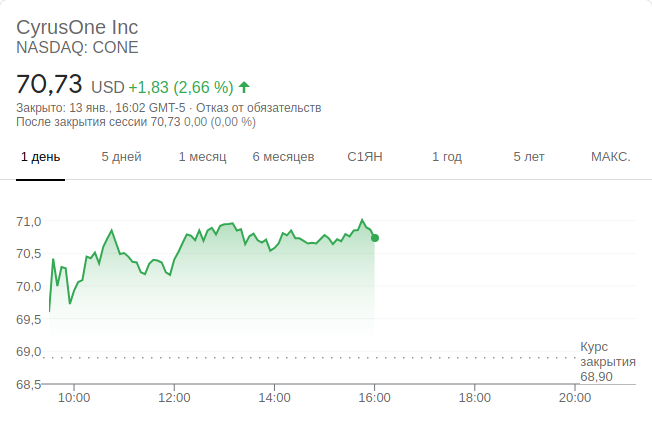 CyrusOne Inc
NASDAQ: CONE
70,73 USD +1,83 (2,66 %)
Закрыто: 13 янв., 16:02 GMT-5 · Отказ от обязательств
После закрытия сессии 70,73 0,00 (0,00 %)
1 день 5 дней 1 месяц 6 месяцев С1ЯН 1 год 5 лет МАКС.
71,0
70,5
70,0
69,5
69,0
Курс
закрытия
68,90
68,5
10:00 12:00 14:00 16:00 18:00 20:00